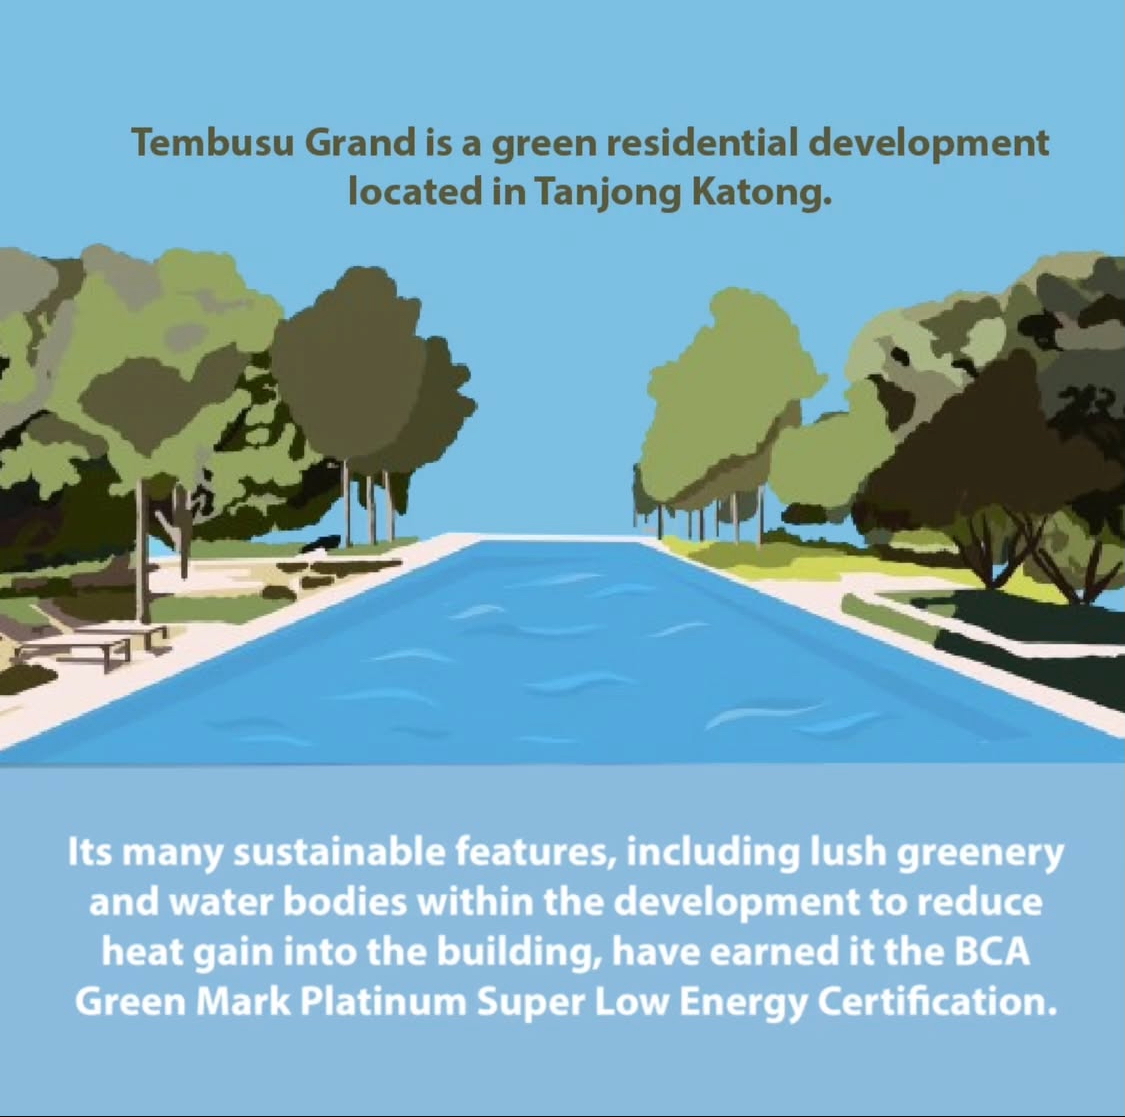 Tembusu Grand is a green residential development
located in Tanjong Katong.
Its many sustainable features, including lush greenery
and water bodies within the development to reduce
heat gain into the building, have earned it the BCA
Green Mark Platinum Super Low Energy Certification.